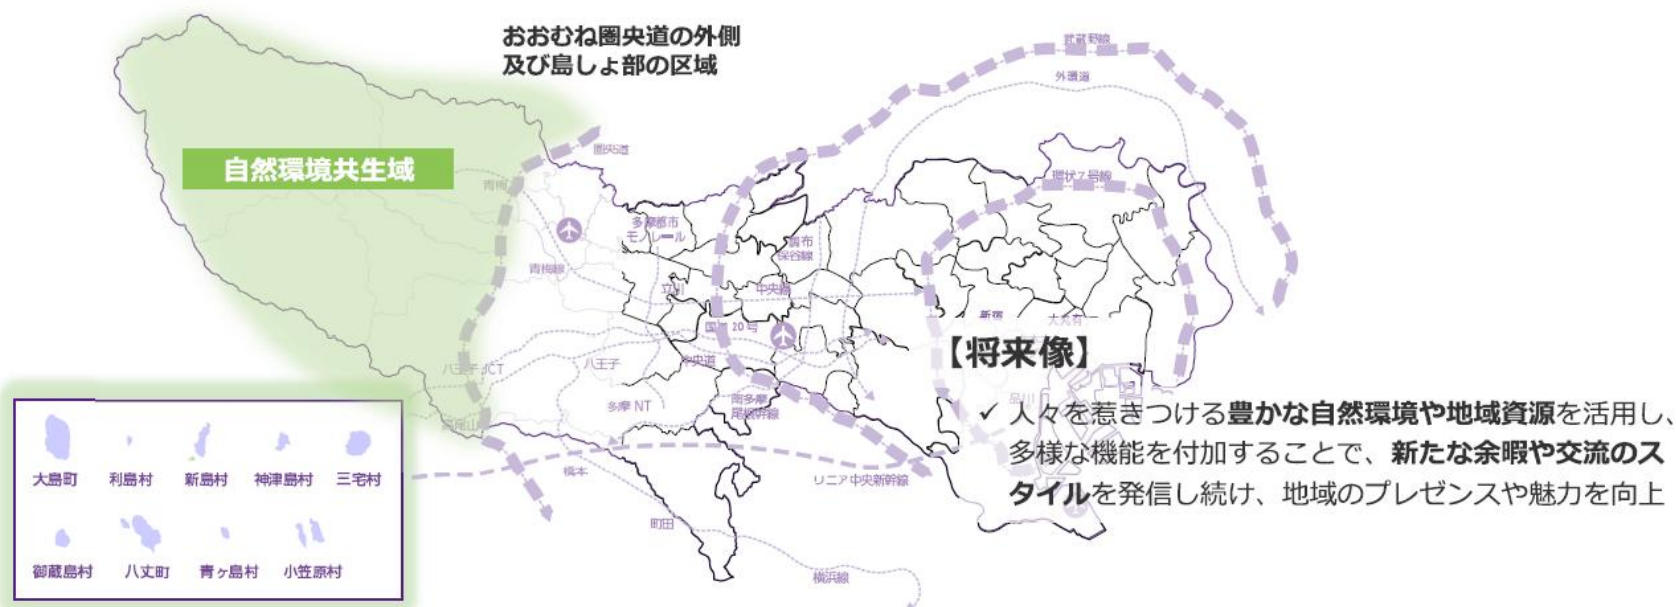 おおむね圏央道の外側
及び島しょ部の区域
武蔵野線
外環道
自然環境共生域
圏央道
環状7号線
青梅
多摩都市
モノレール
調布
保谷線
青梅線
立川
中央線
新宿
大丸有
国道20号
【将来像】
八王子JCT
八王子
中央道
品川
多摩NT
南多摩
尾根幹線
高尾山
✓ 人々を惹きつける豊かな自然環境や地域資源を活用し、
多様な機能を付加することで、新たな余暇や交流のス
タイルを発信し続け、地域のプレゼンスや魅力を向上
橋本
リニア中央新幹線
町田
横浜線
大島町 利島村 新島村 神津島村 三宅村
御蔵島村 八丈町 青ヶ島村 小笠原村